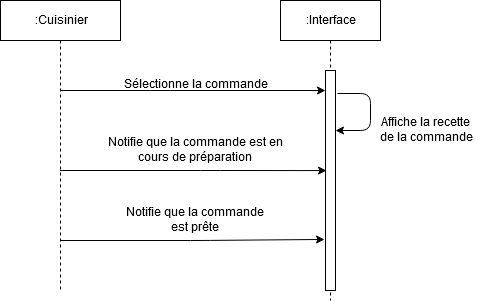 :Cuisinier
:Interface
Sélectionne la commande
Affiche la recette
de la commande
Notifie que la commande est en
cours de préparation
Notifie que la commande
est prête